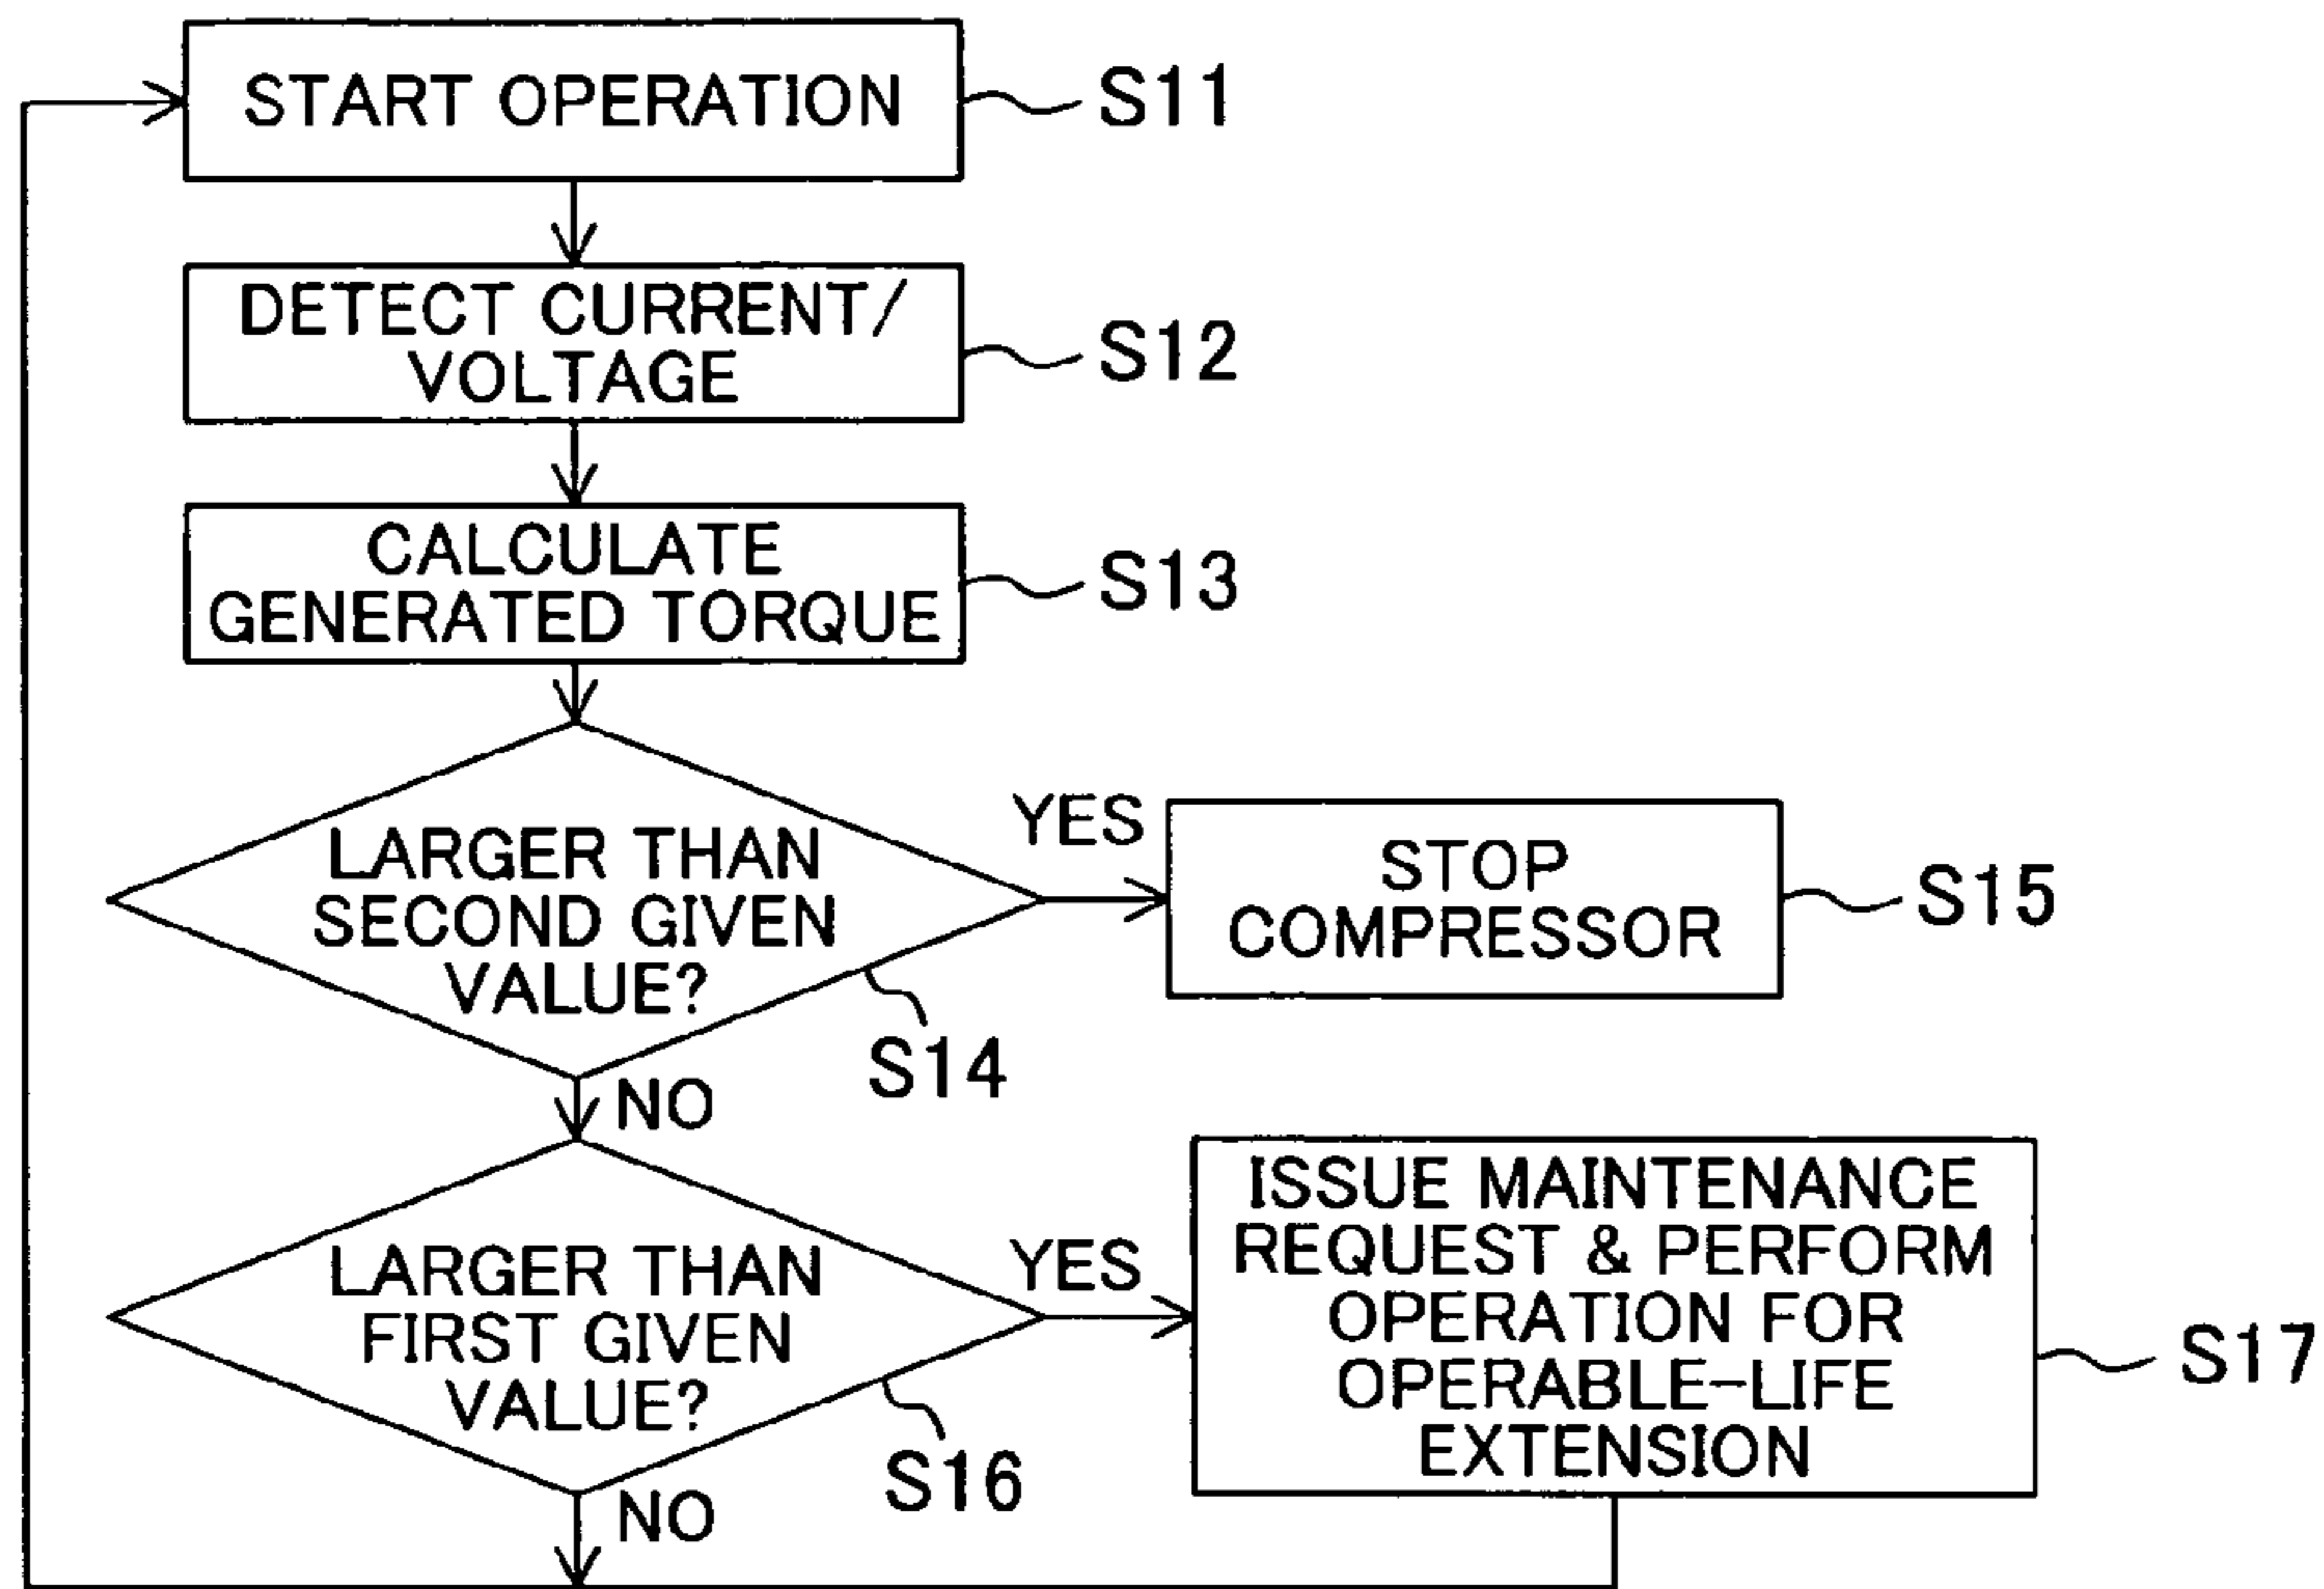 START OPERATION
S11
DETECT CURRENT/
VOLTAGE
S12
CALCULATE
GENERATED TORQUE
S13
LARGER THAN
SECOND GIVEN
VALUE?
S14
YES
STOP
COMPRESSOR
S15
NO
LARGER THAN
FIRST GIVEN
VALUE?
S16
YES
ISSUE MAINTENANCE
REQUEST & PERFORM
OPERATION FOR
OPERABLE-LIFE
EXTENSION
S17
NO